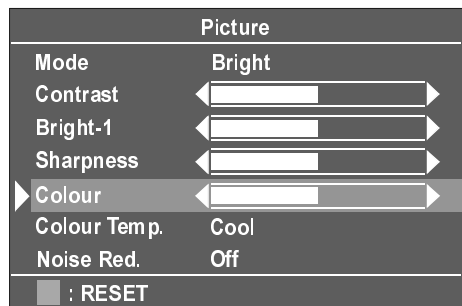 Picture
Mode Bright
Contrast
Bright-1
Sharpness
Colour
Colour Temp. Cool
Noise Red. Off
: RESET